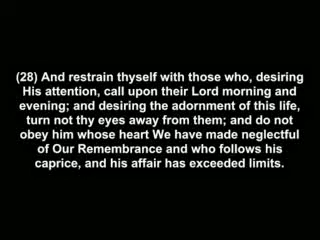 (28) And restrain thyself with those who, desiring
His attention, call upon their Lord morning and
evening; and desiring the adornment of this life,
turn not thy eyes away from them; and do not
obey him whose heart We have made neglectful
of Our Remembrance and who follows his
caprice, and his affair has exceeded limits.